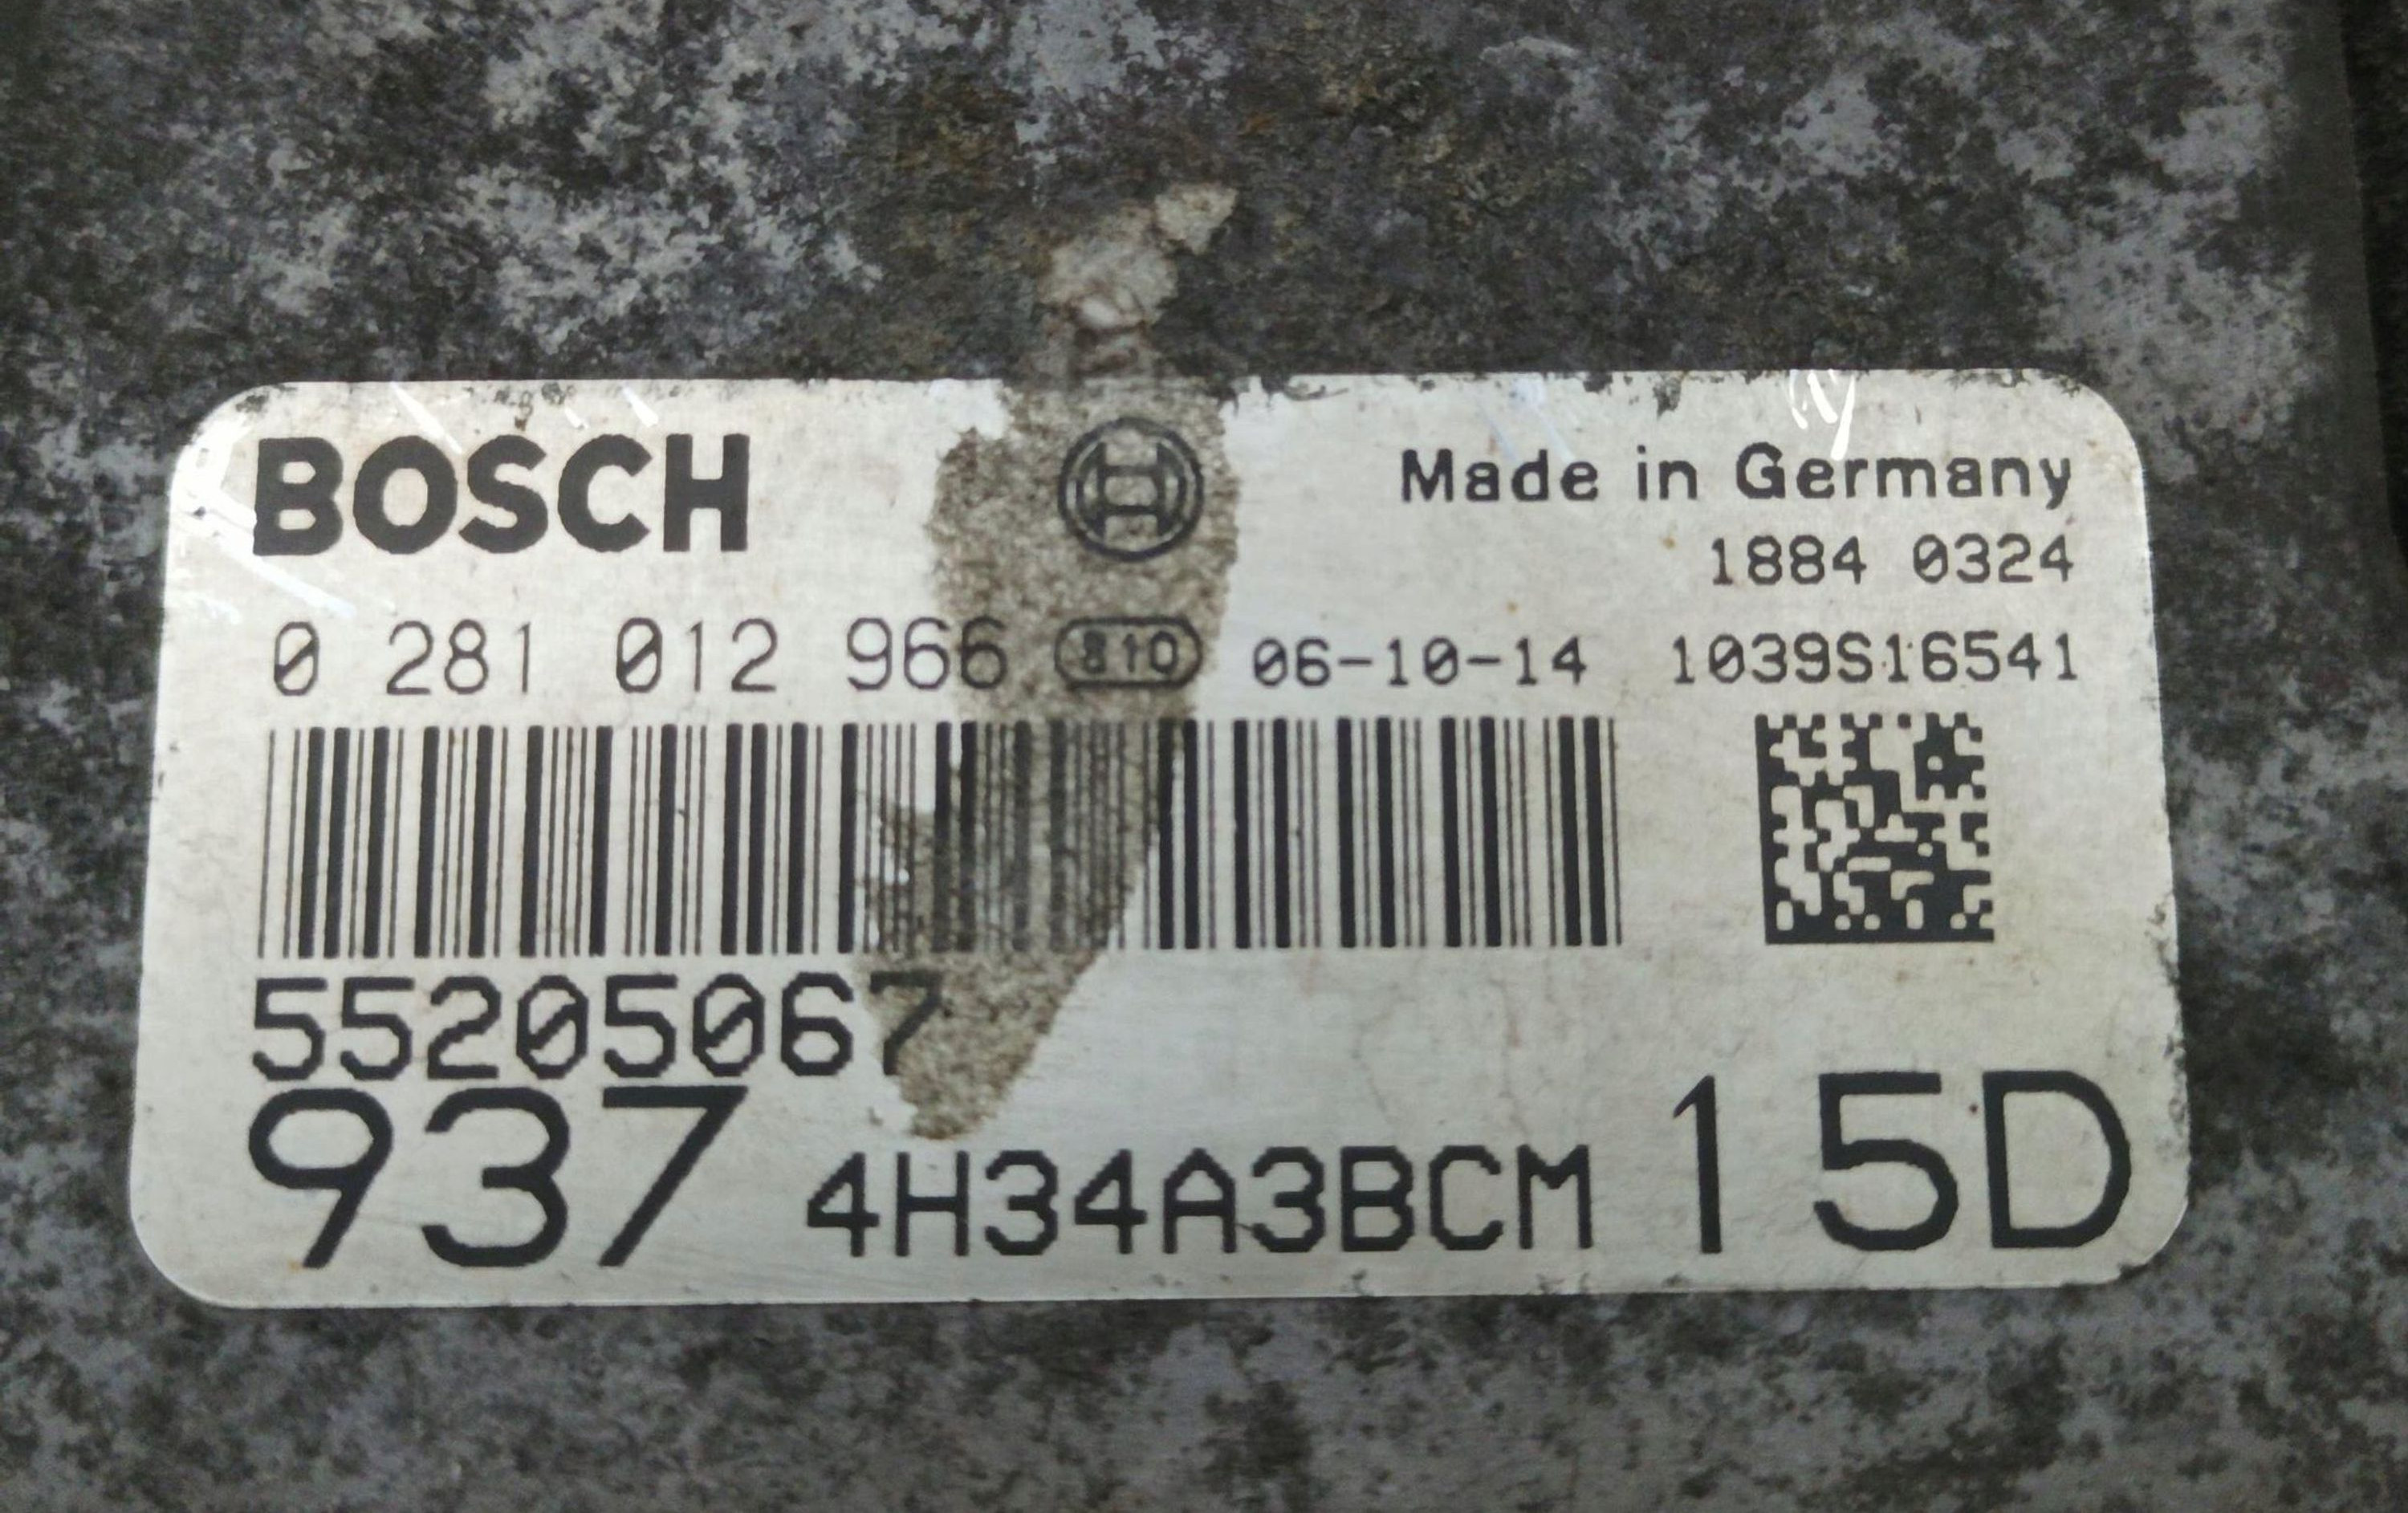 BOSCH Made in Germany
1884 0324
0 281 012 966 810 06-10-14 1039S16541
55205067
937 4H34A3BCM 15D